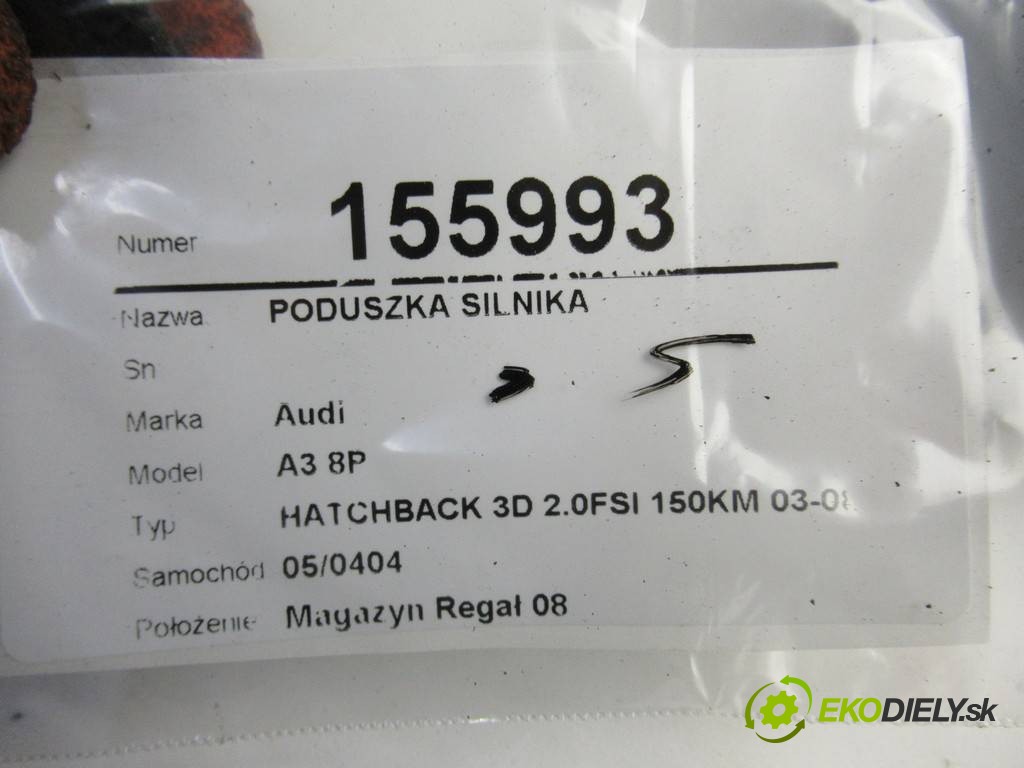 Numer 155993
Nazwa PODUSZKA SILNIKA
Sn
Marka Audi
Model A3 8P
Typ HATCHBACK 3D 2.0FSI 150KM 03-08
Samochód 05/0404
Położenie Magazyn Regał 08
EKODIELY.sk